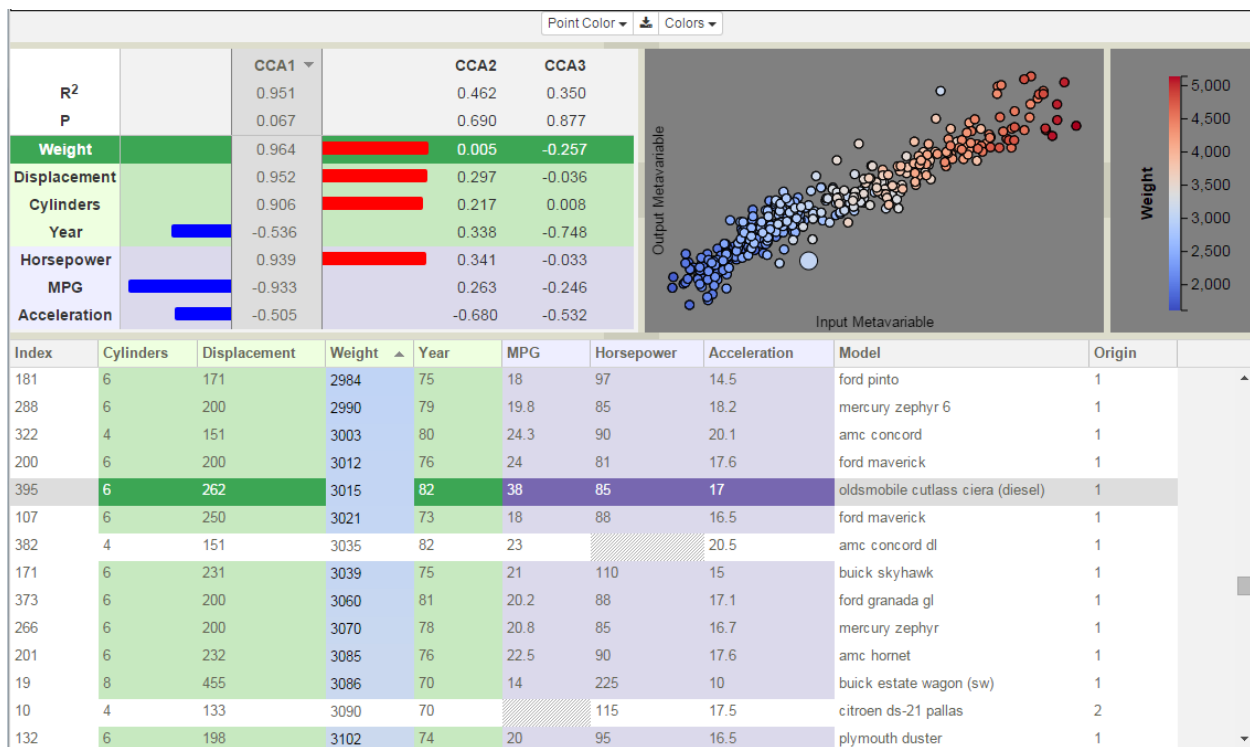 Point Color Colors
CCA1 CCA2 CCA3
R2 0.951 0.462 0.350
P 0.067 0.690 0.877
Weight 0.964 0.005 -0.257
Displacement 0.952 0.297 -0.036
Cylinders 0.906 0.217 0.008
Year -0.536 0.338 -0.748
Horsepower 0.939 0.341 -0.033
MPG -0.933 0.263 -0.246
Acceleration -0.505 -0.680 -0.532
Output Metavariable
Input Metavariable
Weight
5,000
4,500
4,000
3,500
3,000
2,500
2,000
Index Cylinders Displacement Weight Year MPG Horsepower Acceleration Model Origin
181 6 171 2984 75 18 97 14.5 ford pinto 1
288 6 200 2990 79 19.8 85 18.2 mercury zephyr 6 1
322 4 151 3003 80 24.3 90 20.1 amc concord 1
200 6 200 3012 76 24 81 17.6 ford maverick 1
395 6 262 3015 82 38 85 17 oldsmobile cutlass ciera (diesel) 1
107 6 250 3021 73 18 88 16.5 ford maverick 1
382 4 151 3035 82 23 20.5 amc concord dl 1
171 6 231 3039 75 21 110 15 buick skyhawk 1
373 6 200 3060 81 20.2 88 17.1 ford granada gl 1
266 6 200 3070 78 20.8 85 16.7 mercury zephyr 1
201 6 232 3085 76 22.5 90 17.6 amc hornet 1
19 8 455 3086 70 14 225 10 buick estate wagon (sw) 1
10 4 133 3090 70 115 17.5 citroen ds-21 pallas 2
132 6 198 3102 74 20 95 16.5 plymouth duster 1